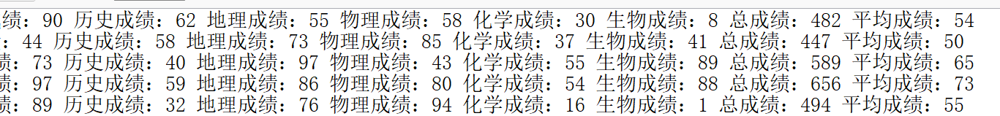 绩：90 历史成绩：62 地理成绩：55 物理成绩：58 化学成绩：30 生物成绩：8 总成绩：482 平均成绩：54
：44 历史成绩：58 地理成绩：73 物理成绩：85 化学成绩：37 生物成绩：41 总成绩：447 平均成绩：50
：73 历史成绩：40 地理成绩：97 物理成绩：43 化学成绩：55 生物成绩：89 总成绩：589 平均成绩：65
：97 历史成绩：59 地理成绩：86 物理成绩：80 化学成绩：54 生物成绩：88 总成绩：656 平均成绩：73
：89 历史成绩：32 地理成绩：76 物理成绩：94 化学成绩：16 生物成绩：1 总成绩：494 平均成绩：55